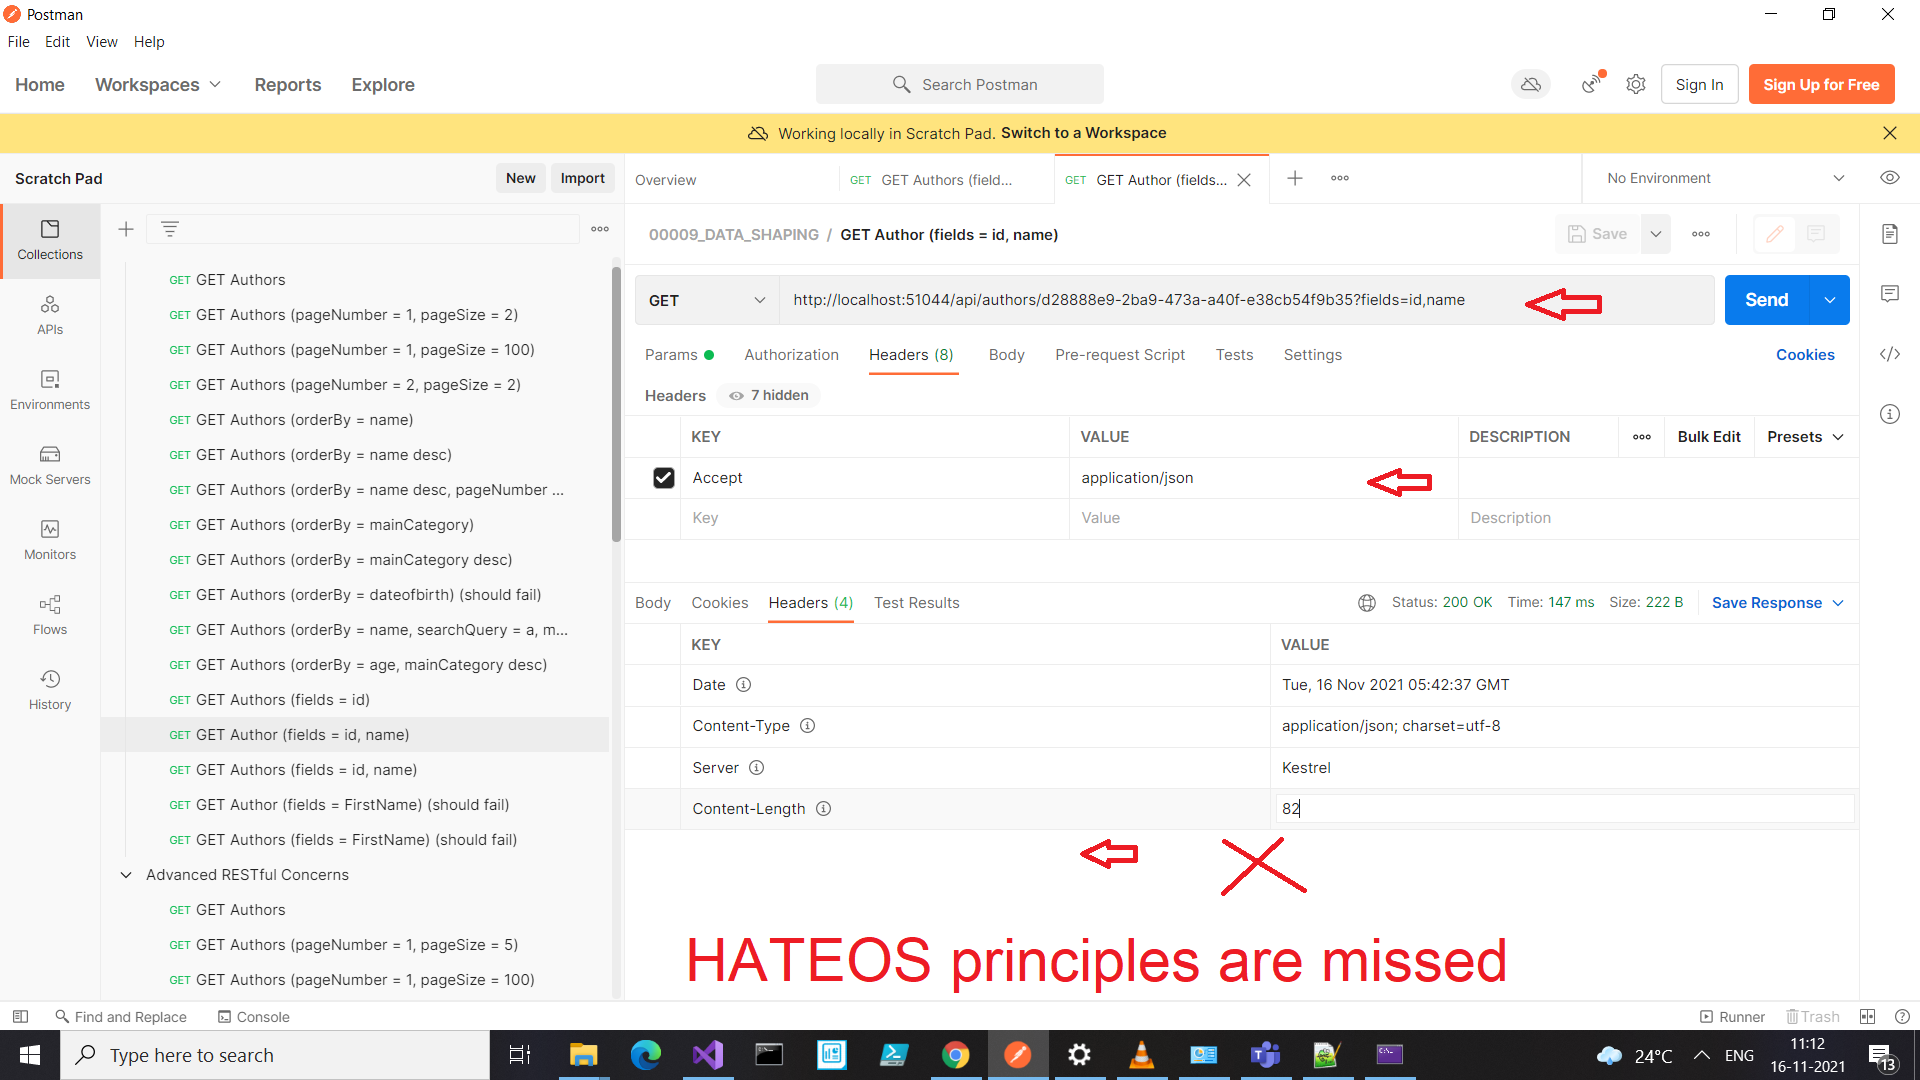 Postman
File Edit View Help
Home Workspaces Reports Explore
Search Postman
Sign In
Sign Up for Free
Working locally in Scratch Pad. Switch to a Workspace
Scratch Pad
New Import
Overview
GET GET Authors (field...
GET GET Author (fields...
No Environment
Collections
APIs
Environments
Mock Servers
Monitors
Flows
History
GET GET Authors
GET GET Authors (pageNumber = 1, pageSize = 2)
GET GET Authors (pageNumber = 1, pageSize = 100)
GET GET Authors (pageNumber = 2, pageSize = 2)
GET GET Authors (orderBy = name)
GET GET Authors (orderBy = name desc)
GET GET Authors (orderBy = name desc, pageNumber ...
GET GET Authors (orderBy = mainCategory)
GET GET Authors (orderBy = mainCategory desc)
GET GET Authors (orderBy = dateofbirth) (should fail)
GET GET Authors (orderBy = name, searchQuery = a, m...
GET GET Authors (orderBy = age, mainCategory desc)
GET GET Authors (fields = id)
GET GET Author (fields = id, name)
GET GET Authors (fields = id, name)
GET GET Author (fields = FirstName) (should fail)
GET GET Authors (fields = FirstName) (should fail)
Advanced RESTful Concerns
GET GET Authors
GET GET Authors (pageNumber = 1, pageSize = 5)
GET GET Authors (pageNumber = 1, pageSize = 100)
00009_DATA_SHAPING / GET Author (fields = id, name)
Save
GET http://localhost:51044/api/authors/d28888e9-2ba9-473a-a40f-e38cb54f9b35?fields=id,name
Send
Params Authorization Headers (8) Body Pre-request Script Tests Settings Cookies
Headers 7 hidden
KEY VALUE DESCRIPTION Bulk Edit Presets
Accept application/json
Key Value Description
Body Cookies Headers (4) Test Results
Status: 200 OK Time: 147 ms Size: 222 B Save Response
KEY VALUE
Date Tue, 16 Nov 2021 05:42:37 GMT
Content-Type application/json; charset=utf-8
Server Kestrel
Content-Length 82
HATEOS principles are missed
Find and Replace Console
Runner Trash
Type here to search
24°C ENG
11:12
16-11-2021
13